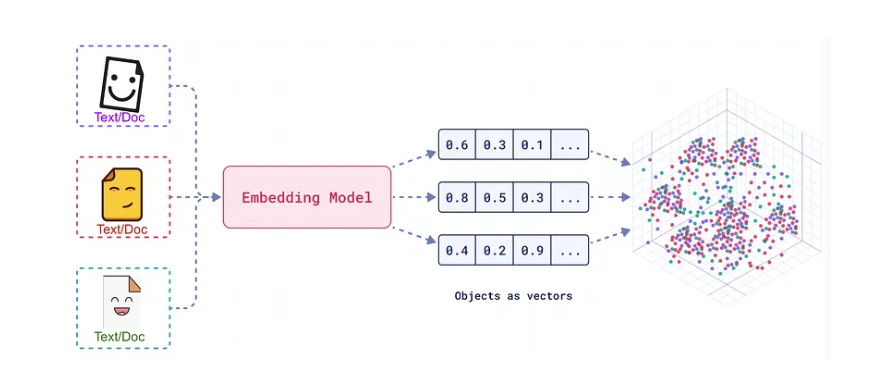 Text/Doc
Text/Doc
Text/Doc
Embedding Model
0.6 0.3 0.1 ...
0.8 0.5 0.3 ...
0.4 0.2 0.9 ...
Objects as vectors